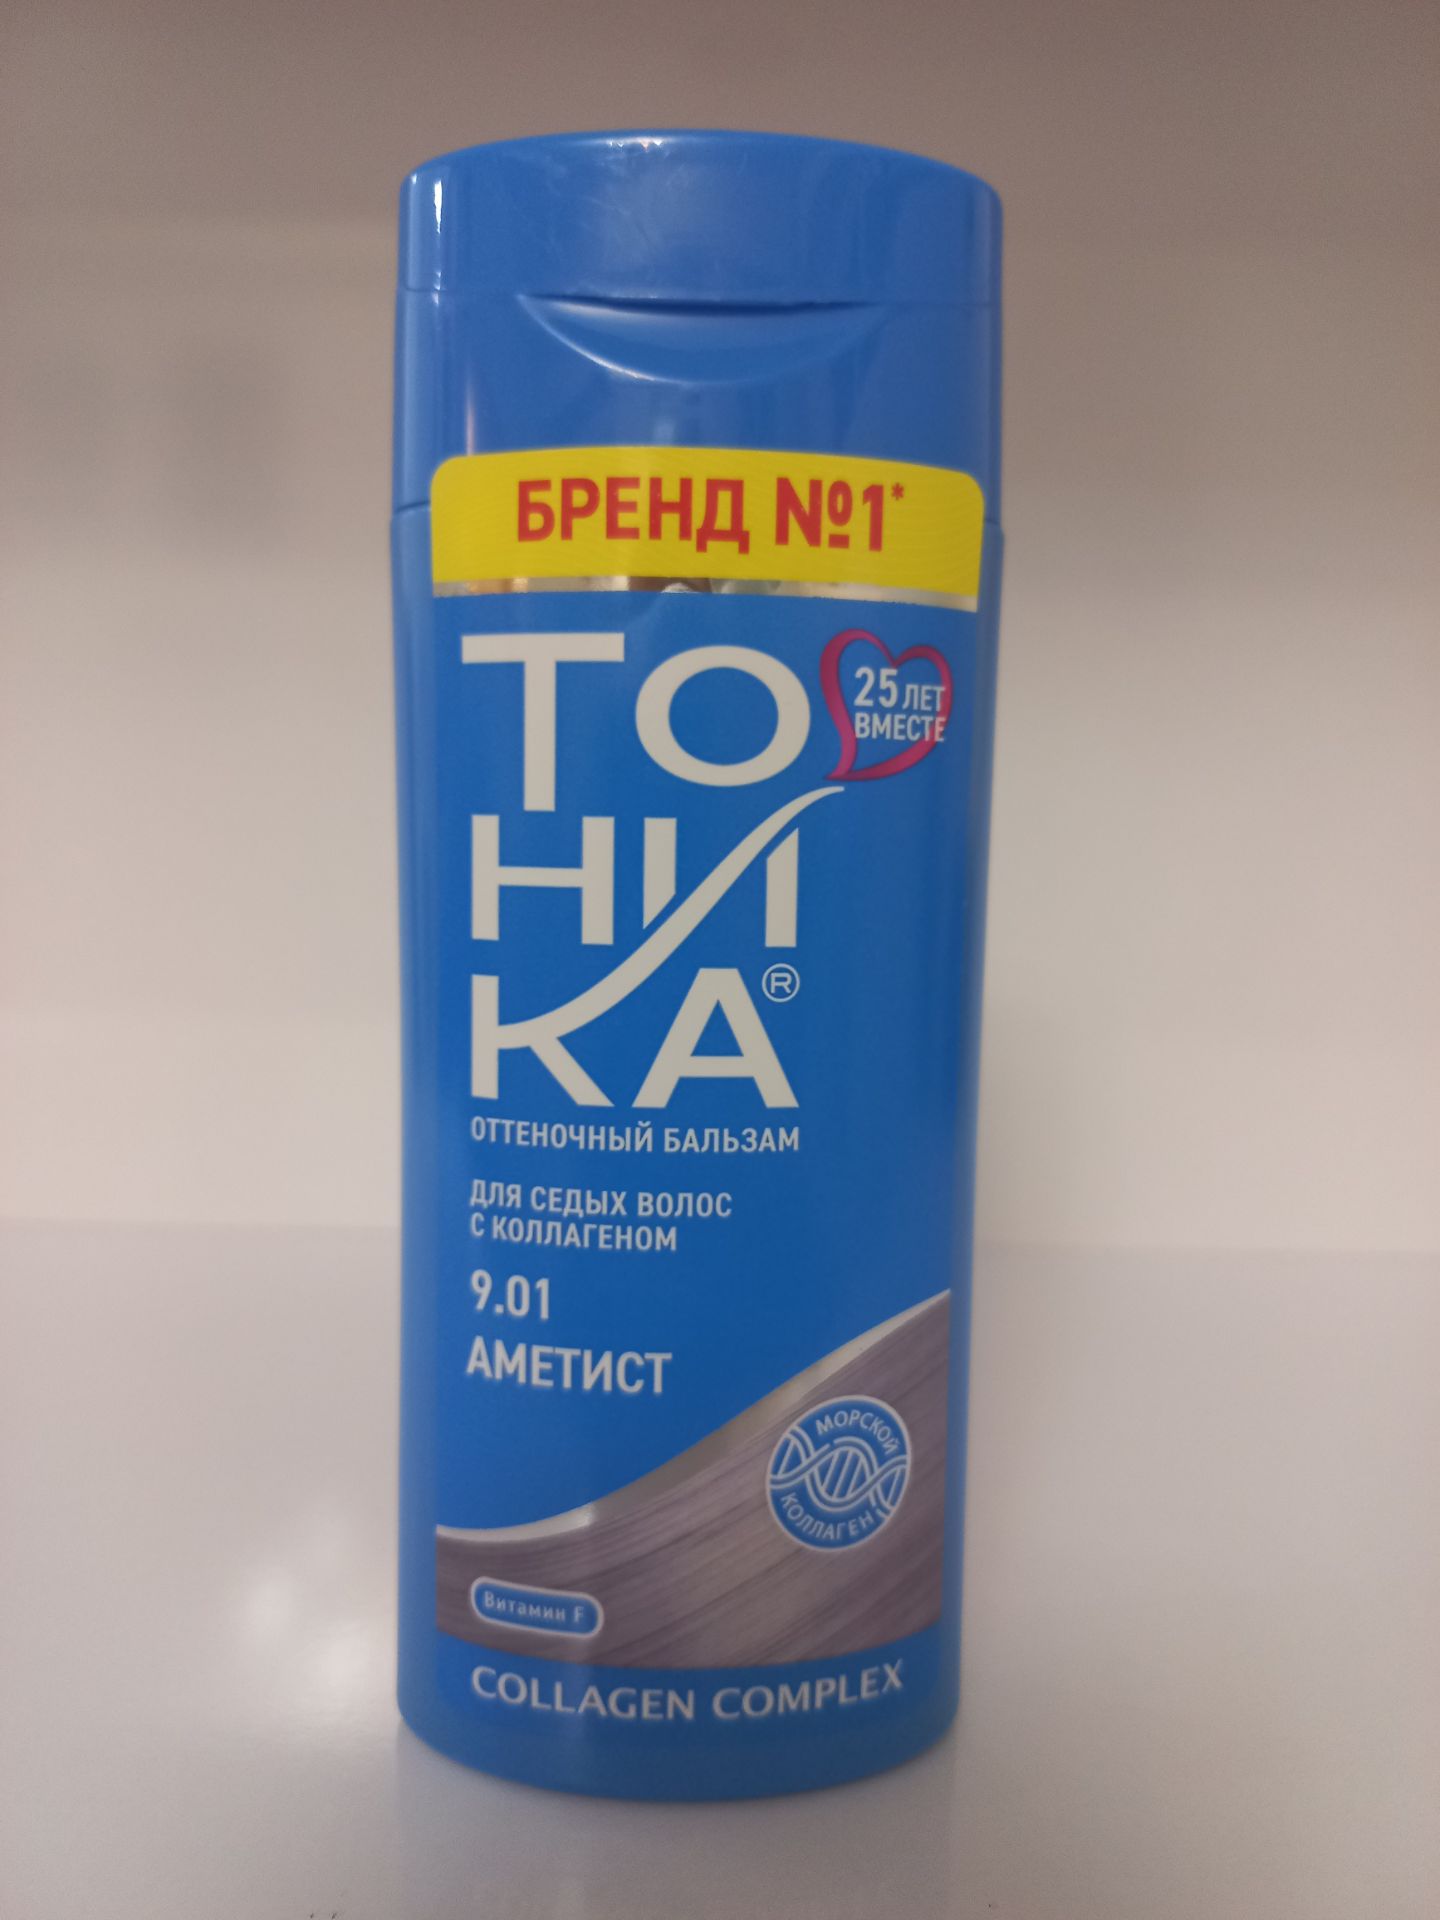 БРЕНД №1*
ТО
НИ
КА®
25 ЛЕТ
ВМЕСТЕ
ОТТЕНОЧНЫЙ БАЛЬЗАМ
ДЛЯ СЕДЫХ ВОЛОС
С КОЛЛАГЕНОМ
9.01
АМЕТИСТ
МОРСКОЙ
КОЛЛАГЕН
Витамин F
COLLAGEN COMPLEX